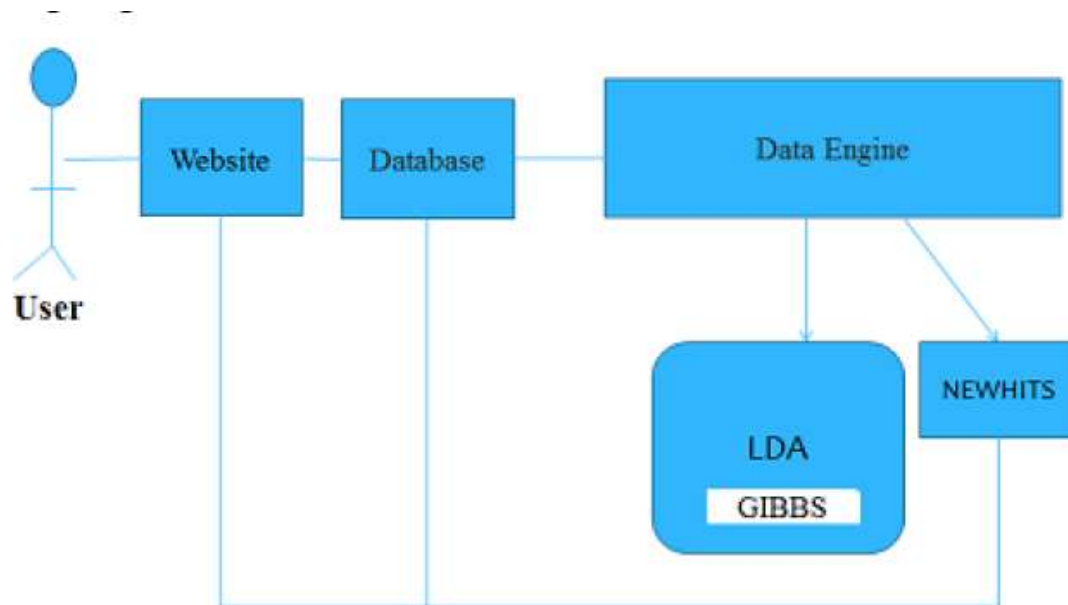 Website
Database
Data Engine
User
NEWHITS
LDA
GIBBS